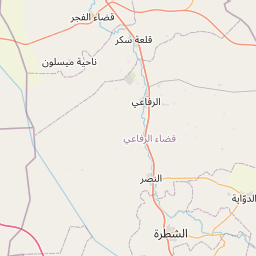 قضاء الفجر
قلعة سكر
ناحية ميسلون
الرفاعي
قضاء الرفاعي
النصر
الدوّاية
الشطرة